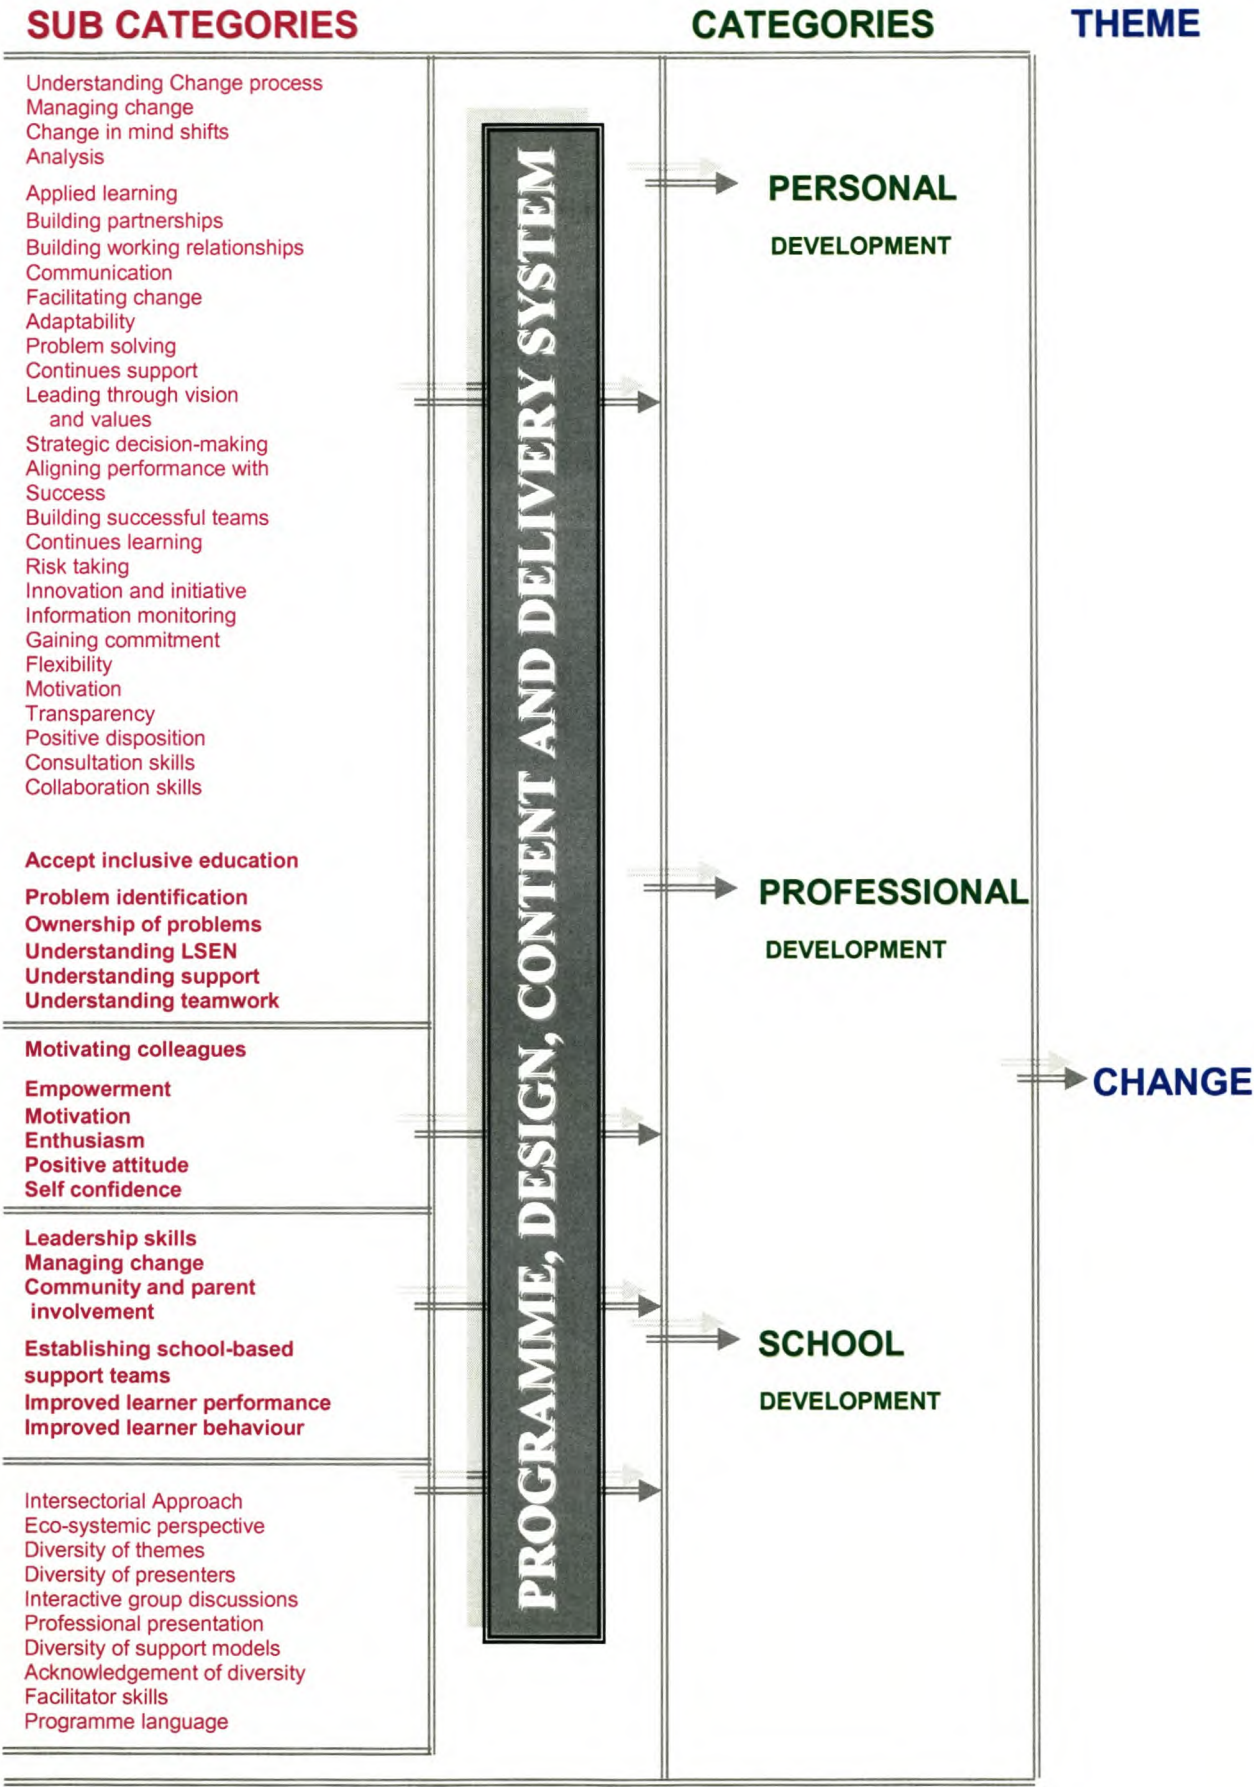 SUB CATEGORIES
CATEGORIES
THEME
Understanding Change process
Managing change
Change in mind shifts
Analysis
Applied learning
Building partnerships
Building working relationships
Communication
Facilitating change
Adaptability
Problem solving
Continues support
Leading through vision
and values
Strategic decision-making
Aligning performance with
Success
Building successful teams
Continues learning
Risk taking
Innovation and initiative
Information monitoring
Gaining commitment
Flexibility
Motivation
Transparency
Positive disposition
Consultation skills
Collaboration skills
Accept inclusive education
Problem identification
Ownership of problems
Understanding LSEN
Understanding support
Understanding teamwork
Motivating colleagues
Empowerment
Motivation
Enthusiasm
Positive attitude
Self confidence
Leadership skills
Managing change
Community and parent
involvement
Establishing school-based
support teams
Improved learner performance
Improved learner behaviour
Intersectorial Approach
Eco-systemic perspective
Diversity of themes
Diversity of presenters
Interactive group discussions
Professional presentation
Diversity of support models
Acknowledgement of diversity
Facilitator skills
Programme language
PROGRAMME, DESIGN, CONTENT AND DELIVERY SYSTEM
PERSONAL
DEVELOPMENT
PROFESSIONAL
DEVELOPMENT
SCHOOL
DEVELOPMENT
CHANGE